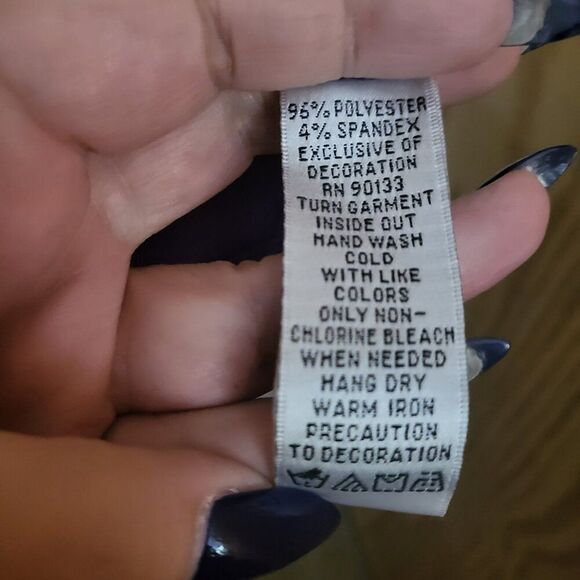 96% POLYESTER
4% SPANDEX
EXCLUSIVE OF
DECORATION
RN 90133
TURN GARMENT
INSIDE OUT
HAND WASH
COLD
WITH LIKE
COLORS
ONLY NON-
CHLORINE BLEACH
WHEN NEEDED
HANG DRY
WARM IRON
PRECAUTION
TO DECORATION